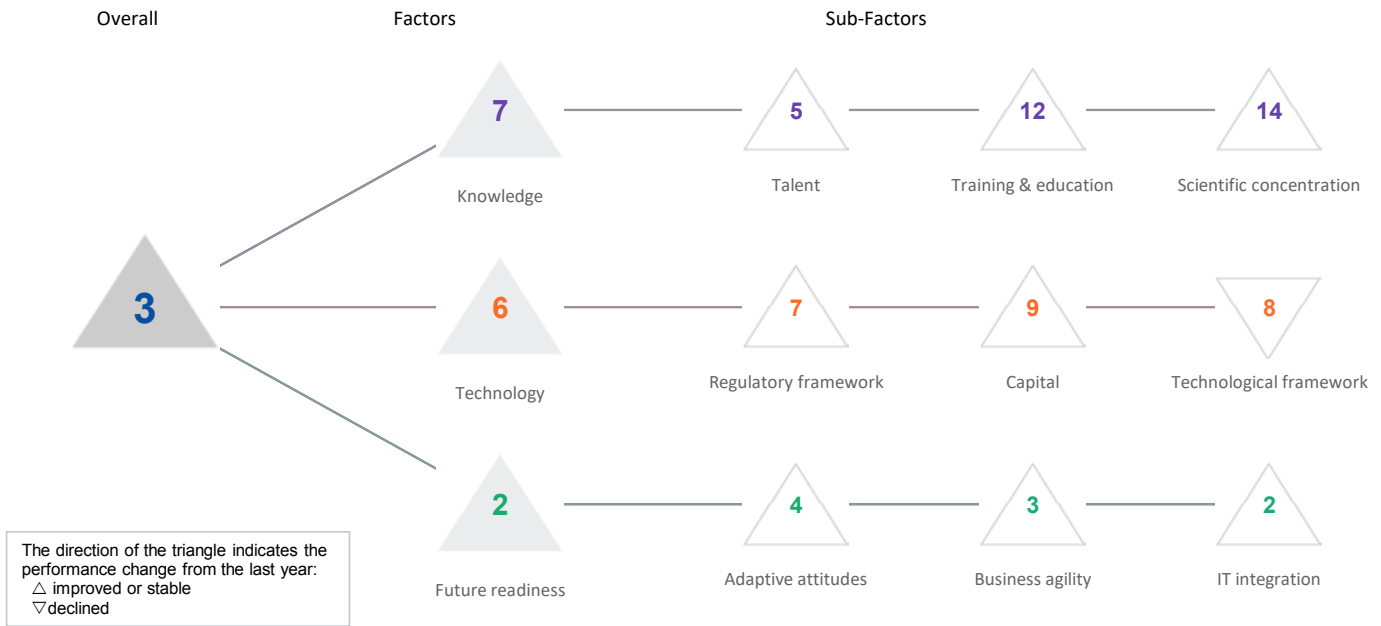 Overall Factors Sub-Factors
7 5 12 14
Knowledge Talent Training & education Scientific concentration
3 6 7 9 8
Technology Regulatory framework Capital Technological framework
2 4 3 2
Future readiness Adaptive attitudes Business agility IT integration
The direction of the triangle indicates the
performance change from the last year:
△ improved or stable
▽declined